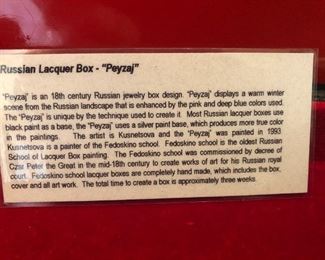 Russian Lacquer Box - "Peyzaj"
"Peyzaj" is an 18th century Russian jewelry box design. "Peyzaj" displays a warm winter
scene from the Russian landscape that is enhanced by the pink and deep blue colors used.
The "Peyzaj" is unique by the technique used to create it. Most Russian lacquer boxes use
black paint as a base, the "Peyzaj" uses a silver paint base, which produces more true color
in the paintings. The artist is Kusnetsova and the "Peyzaj" was painted in 1993
Kusnetsova is a painter of the Fedoskino school. Fedoskino school is the oldest Russian
School of Lacquer Box painting. The Fedoskino school was commissioned by decree of
Czar Peter the Great in the mid-18th century to create works of art for his Russian royal
court. Fedoskino school lacquer boxes are completely hand made, which includes the box,
cover and all art work. The total time to create a box is approximately three weeks.